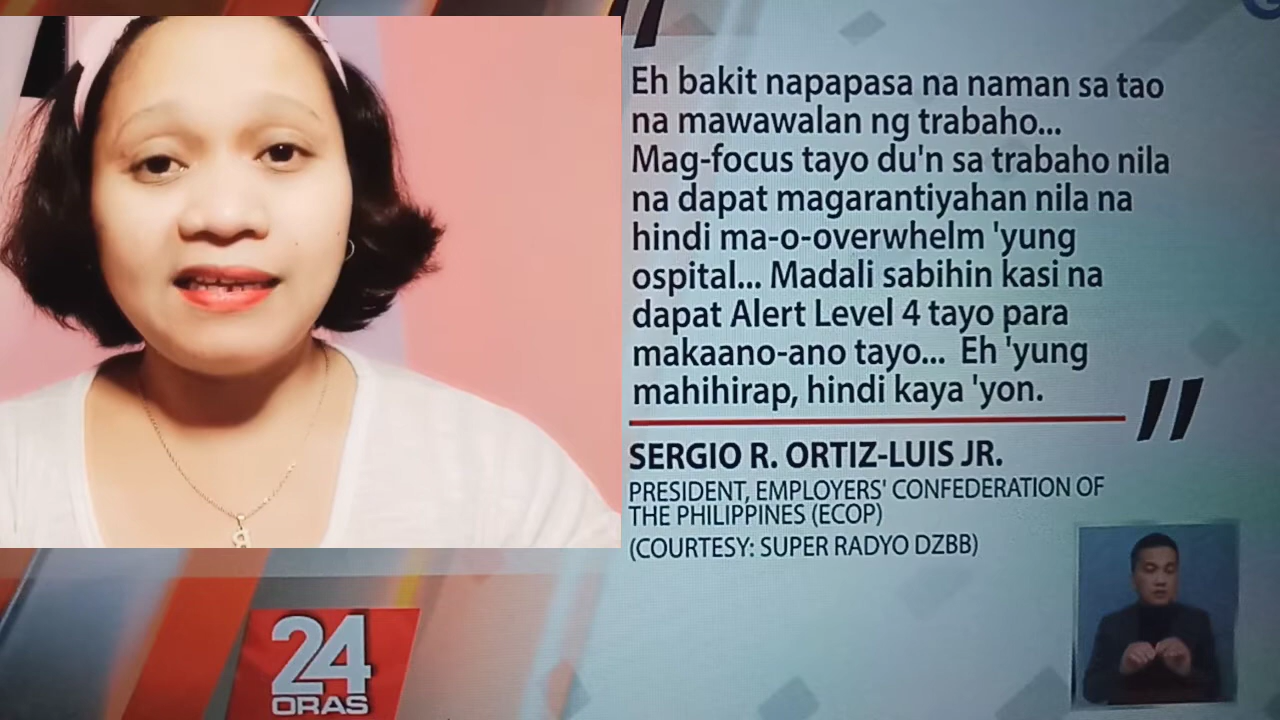 Eh bakit napapasa na naman sa tao
na mawawalan ng trabaho...
Mag-focus tayo du'n sa trabaho nila
na dapat magarantiyahan nila na
hindi ma-o-overwhelm 'yung
ospital... Madali sabihin kasi na
dapat Alert Level 4 tayo para
makaano-ano tayo... Eh 'yung
mahihirap, hindi kaya 'yon.
"
SERGIO R. ORTIZ-LUIS JR.
PRESIDENT, EMPLOYERS' CONFEDERATION OF
THE PHILIPPINES (ECOP)
(COURTESY: SUPER RADYO DZBB)
24
ORAS